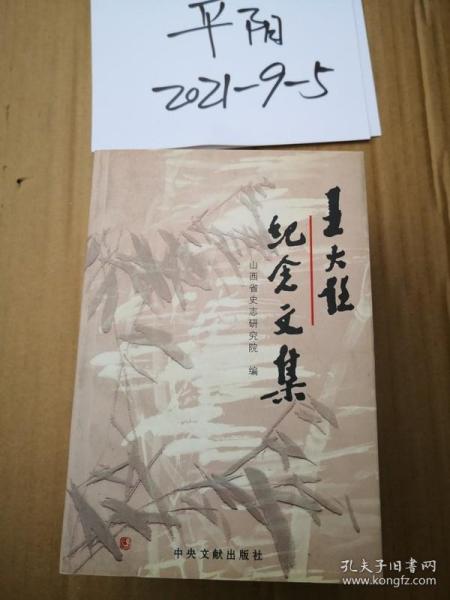 平阳
2021-9-5
王大任
纪念文集
山西省史志研究院 编
中央文献出版社
孔夫子旧书网
www.kongfz.com